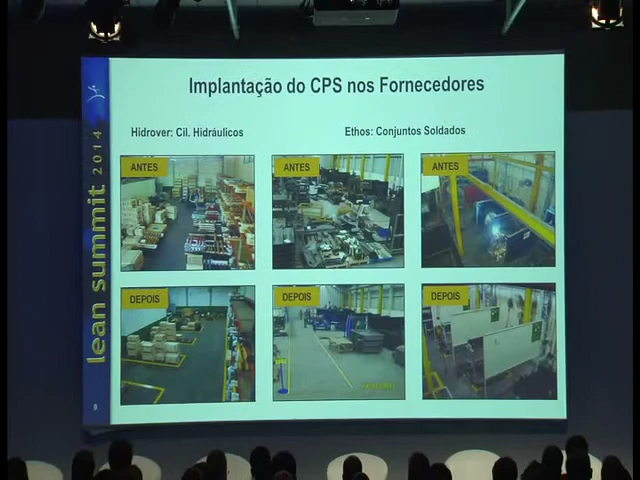 Implantação do CPS nos Fornecedores
Hidrover: Cil. Hidráulicos
Ethos: Conjuntos Soldados
ANTES
ANTES
ANTES
DEPOIS
DEPOIS
DEPOIS
lean summit 2014
9